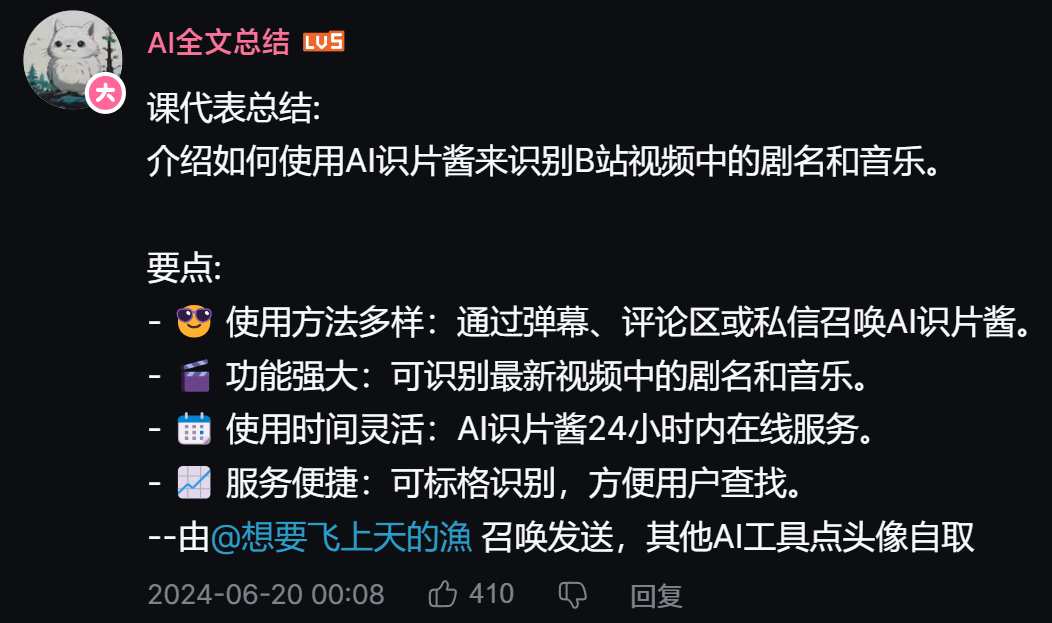 AI全文总结 LV5
大
课代表总结:
介绍如何使用AI识片酱来识别B站视频中的剧名和音乐。
要点:
- 😎 使用方法多样：通过弹幕、评论区或私信召唤AI识片酱。
- 🎬 功能强大：可识别最新视频中的剧名和音乐。
- 📅 使用时间灵活：AI识片酱24小时内在线服务。
- 📈 服务便捷：可标格识别，方便用户查找。
--由@想要飞上天的漁 召唤发送，其他AI工具点头像自取
2024-06-20 00:08 410 回复